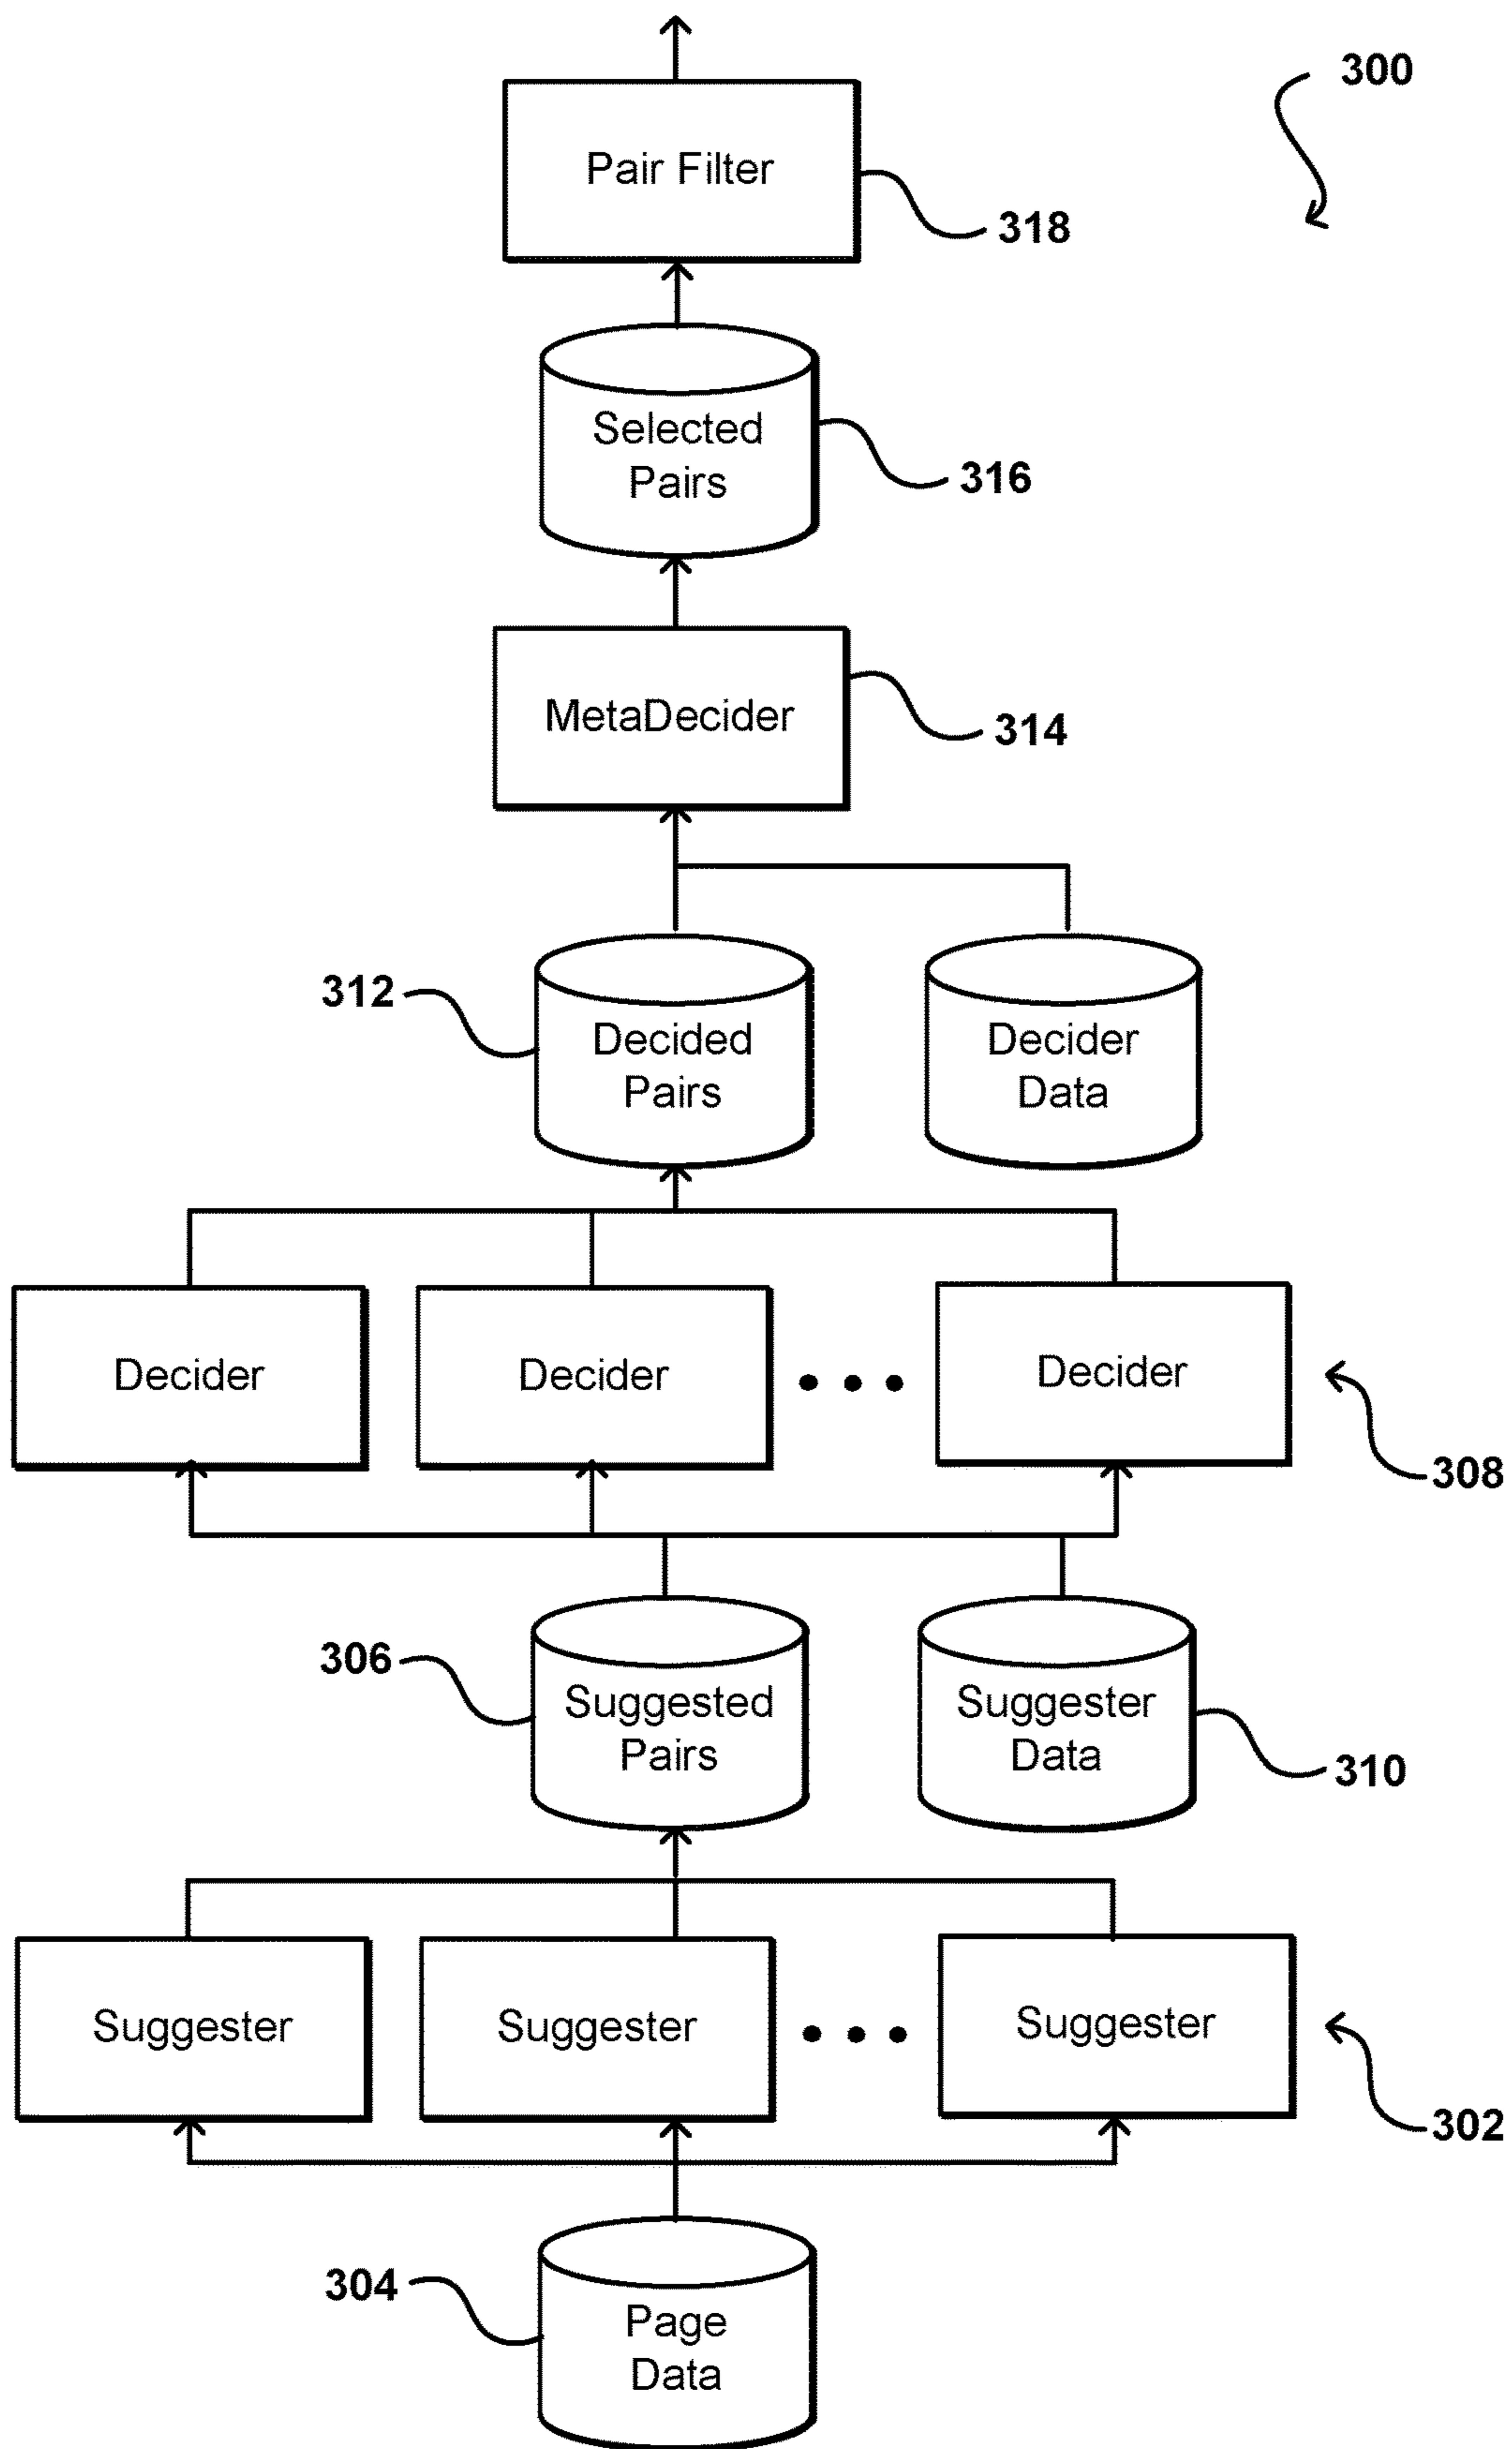 300
Pair Filter
318
Selected
Pairs
316
MetaDecider
314
312
Decided
Pairs
Decider
Data
Decider
Decider
Decider
308
306
Suggested
Pairs
Suggester
Data
310
Suggester
Suggester
Suggester
302
304
Page
Data